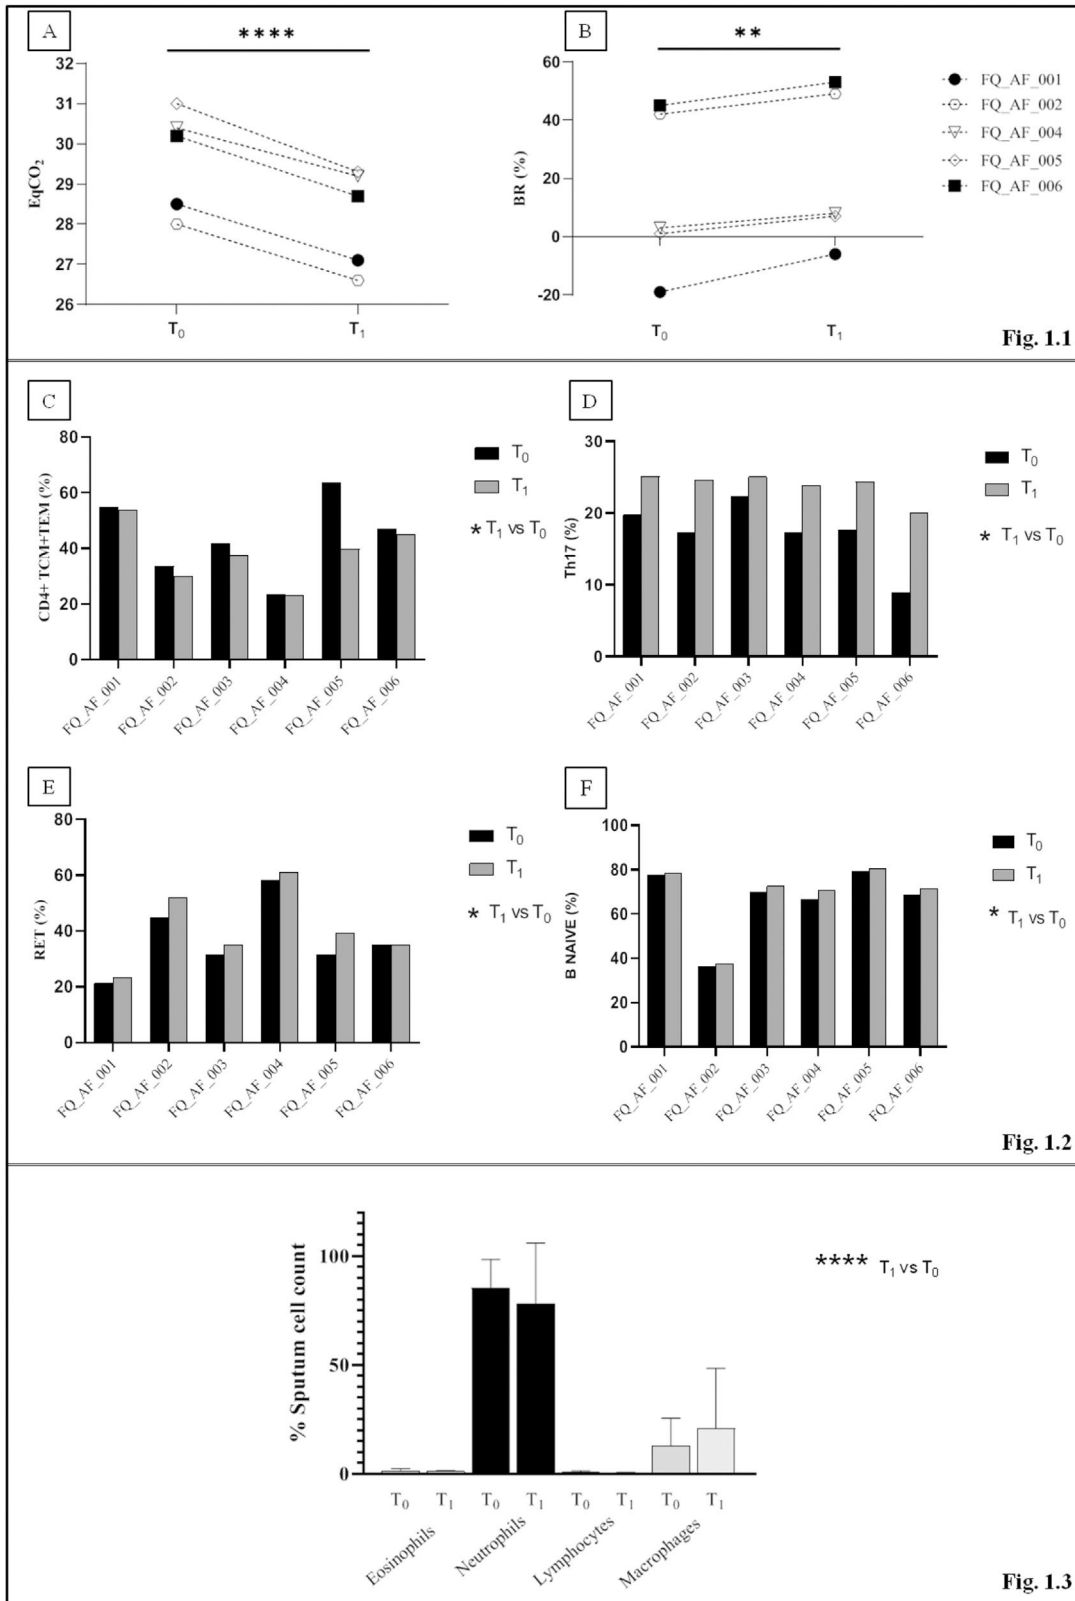 A
****
EqCO₂
32
31
30
29
28
27
26
T₀
T₁
B
**
BR (%)
60
40
20
0
-20
T₀
T₁
FQ_AF_001
FQ_AF_002
FQ_AF_004
FQ_AF_005
FQ_AF_006
Fig. 1.1
C
CD4+ TCM+TEM (%)
80
60
40
20
0
FQ_AF_001
FQ_AF_002
FQ_AF_003
FQ_AF_004
FQ_AF_005
FQ_AF_006
T₀
T₁
* T₁ vs T₀
D
Th17 (%)
30
20
10
0
FQ_AF_001
FQ_AF_002
FQ_AF_003
FQ_AF_004
FQ_AF_005
FQ_AF_006
T₀
T₁
* T₁ vs T₀
E
RET (%)
80
60
40
20
0
FQ_AF_001
FQ_AF_002
FQ_AF_003
FQ_AF_004
FQ_AF_005
FQ_AF_006
T₀
T₁
* T₁ vs T₀
F
B NAIVE (%)
100
80
60
40
20
0
FQ_AF_001
FQ_AF_002
FQ_AF_003
FQ_AF_004
FQ_AF_005
FQ_AF_006
T₀
T₁
* T₁ vs T₀
Fig. 1.2
% Sputum cell count
100
50
0
T₀ T₁ T₀ T₁ T₀ T₁ T₀ T₁
Eosinophils
Neutrophils
Lymphocytes
Macrophages
**** T₁ vs T₀
Fig. 1.3